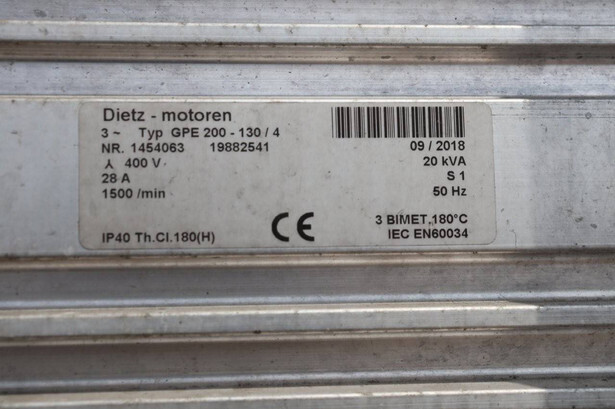 Dietz - motoren
3 ~ Typ GPE 200 - 130 / 4
NR. 1454063 19882541 09 / 2018
⅄ 400 V 20 kVA
28 A S 1
1500 /min 50 Hz
3 BIMET.180°C
IP40 Th.Cl.180(H) CE IEC EN60034